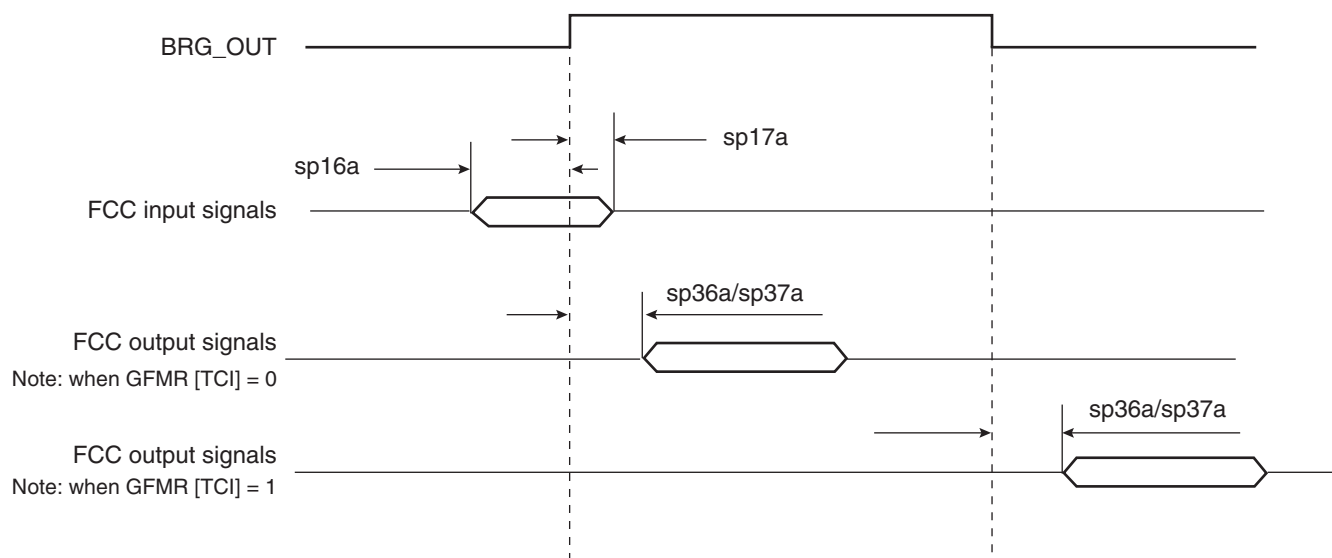 BRG_OUT
sp17a
sp16a
FCC input signals
sp36a/sp37a
FCC output signals
Note: when GFMR [TCI] = 0
sp36a/sp37a
FCC output signals
Note: when GFMR [TCI] = 1